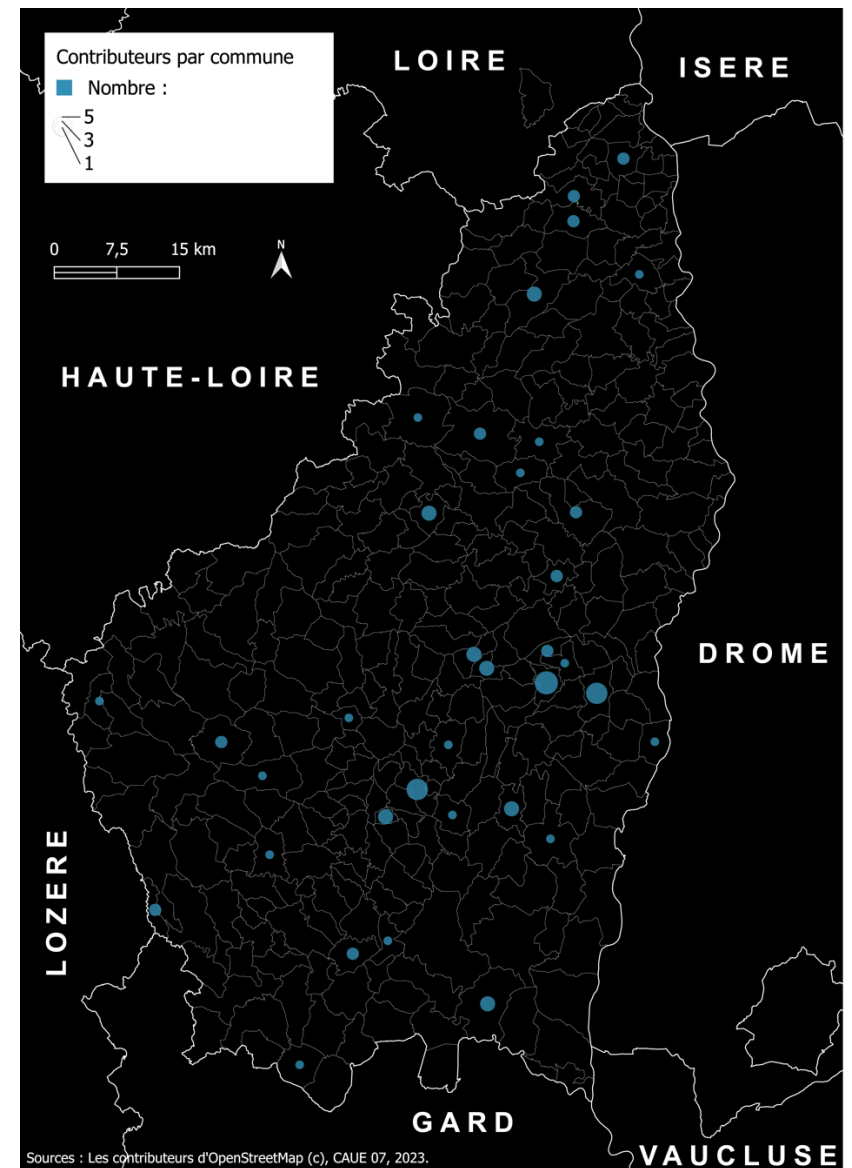 Contributeurs par commune
Nombre :
5
3
1
LOIRE
ISERE
0 7,5 15 km
N
HAUTE-LOIRE
DROME
LOZERE
GARD
VAUCLUSE
Sources : Les contributeurs d'OpenStreetMap (c), CAUE 07, 2023.